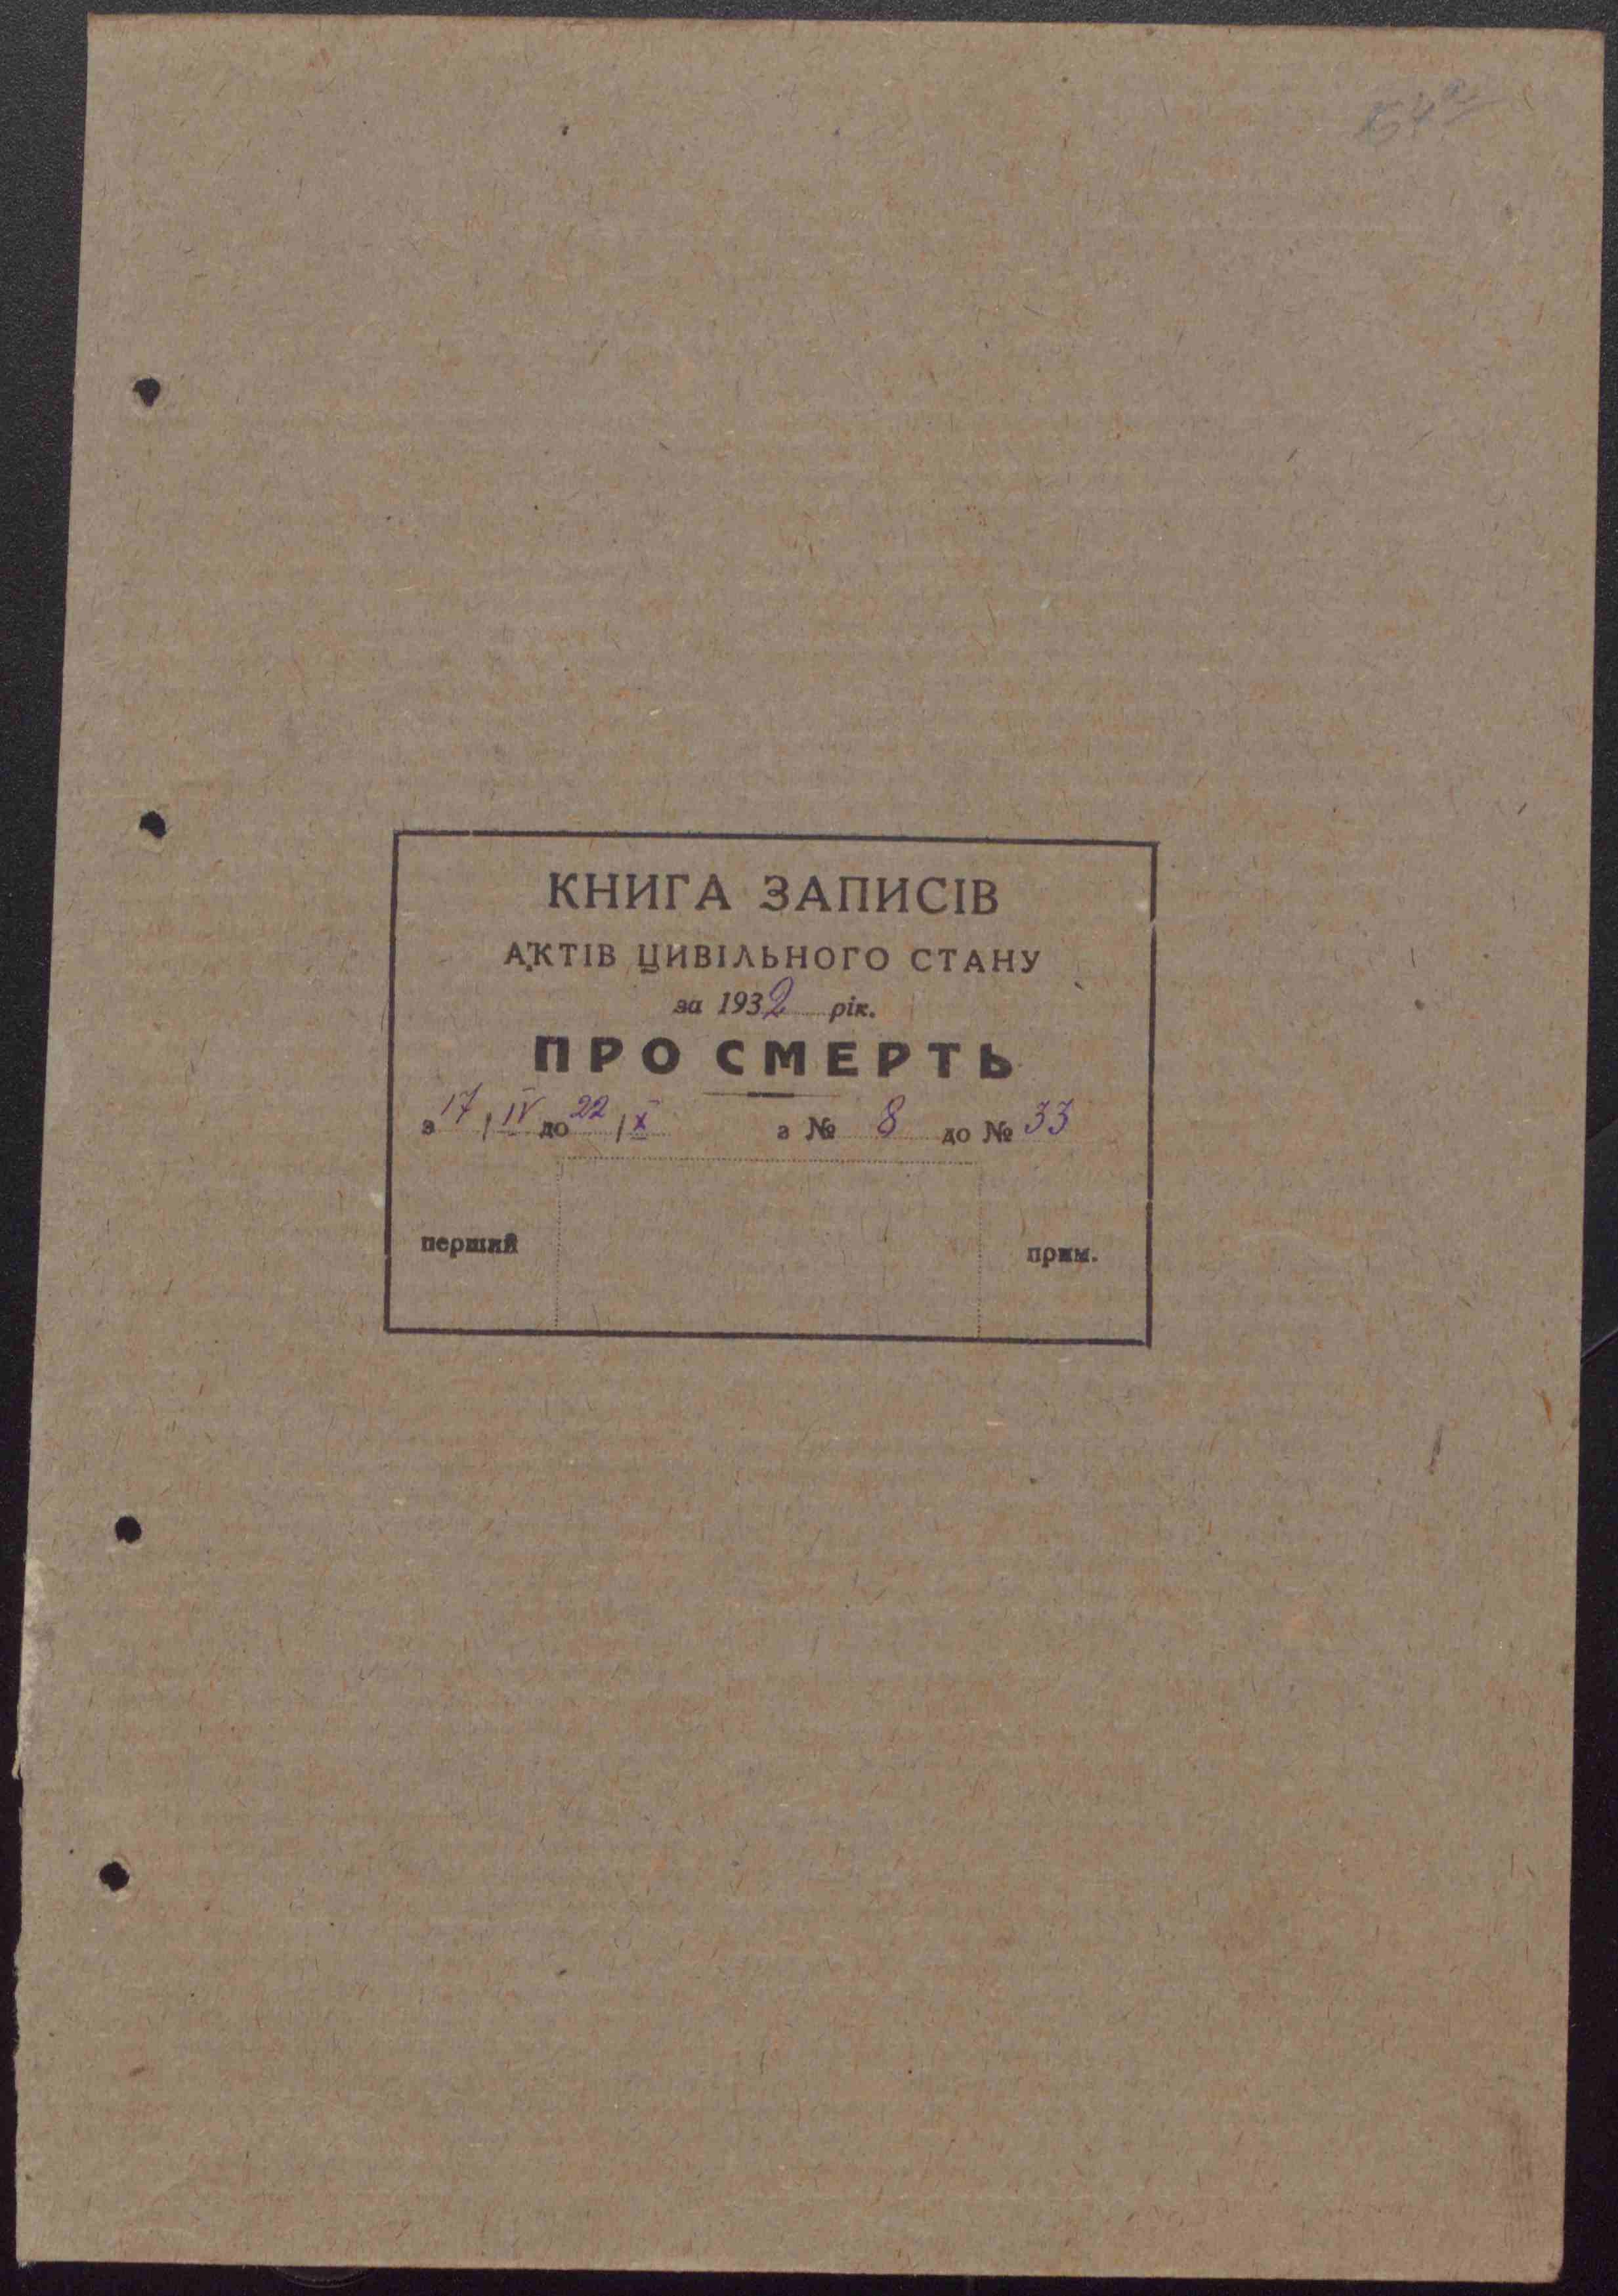 КНИГА ЗАПИСІВ
АКТІВ ЦИВІЛЬНОГО СТАНУ
за 1932 рік.
ПРО СМЕРТЬ
з 17/IV до 22/X з № 8 до № 33
перший прим.